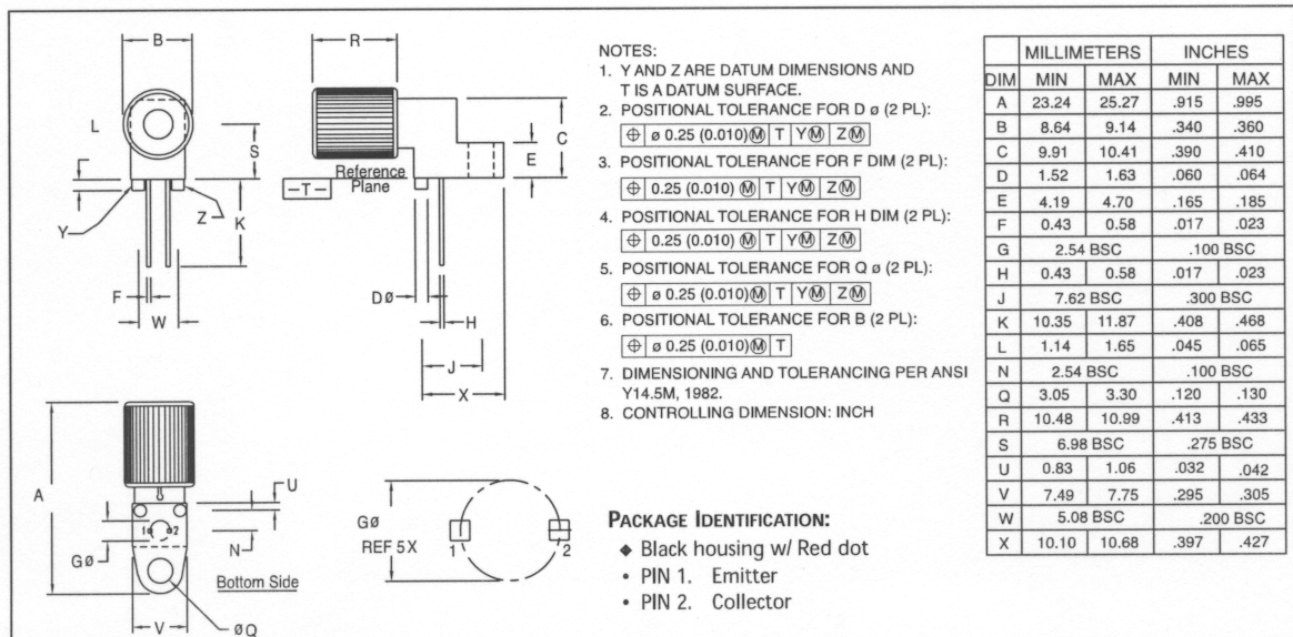 B
R
L
S
C
E
Reference
Plane
–T–
Y
Z
K
F
W
D ø
H
J
X
A
U
N
G ø
1 2
Bottom Side
V
ø Q
G ø
REF 5 X
1 2
NOTES:
1. Y AND Z ARE DATUM DIMENSIONS AND
T IS A DATUM SURFACE.
2. POSITIONAL TOLERANCE FOR D ø (2 PL):
⌖ ø 0.25 (0.010)Ⓜ T YⓂ ZⓂ
3. POSITIONAL TOLERANCE FOR F DIM (2 PL):
⌖ 0.25 (0.010) Ⓜ T YⓂ ZⓂ
4. POSITIONAL TOLERANCE FOR H DIM (2 PL):
⌖ 0.25 (0.010) Ⓜ T YⓂ ZⓂ
5. POSITIONAL TOLERANCE FOR Q ø (2 PL):
⌖ ø 0.25 (0.010)Ⓜ T YⓂ ZⓂ
6. POSITIONAL TOLERANCE FOR B (2 PL):
⌖ ø 0.25 (0.010)Ⓜ T
7. DIMENSIONING AND TOLERANCING PER ANSI
Y14.5M, 1982.
8. CONTROLLING DIMENSION: INCH
PACKAGE IDENTIFICATION:
◆ Black housing w/ Red dot
• PIN 1. Emitter
• PIN 2. Collector
MILLIMETERS INCHES
DIM MIN MAX MIN MAX
A 23.24 25.27 .915 .995
B 8.64 9.14 .340 .360
C 9.91 10.41 .390 .410
D 1.52 1.63 .060 .064
E 4.19 4.70 .165 .185
F 0.43 0.58 .017 .023
G 2.54 BSC .100 BSC
H 0.43 0.58 .017 .023
J 7.62 BSC .300 BSC
K 10.35 11.87 .408 .468
L 1.14 1.65 .045 .065
N 2.54 BSC .100 BSC
Q 3.05 3.30 .120 .130
R 10.48 10.99 .413 .433
S 6.98 BSC .275 BSC
U 0.83 1.06 .032 .042
V 7.49 7.75 .295 .305
W 5.08 BSC .200 BSC
X 10.10 10.68 .397 .427